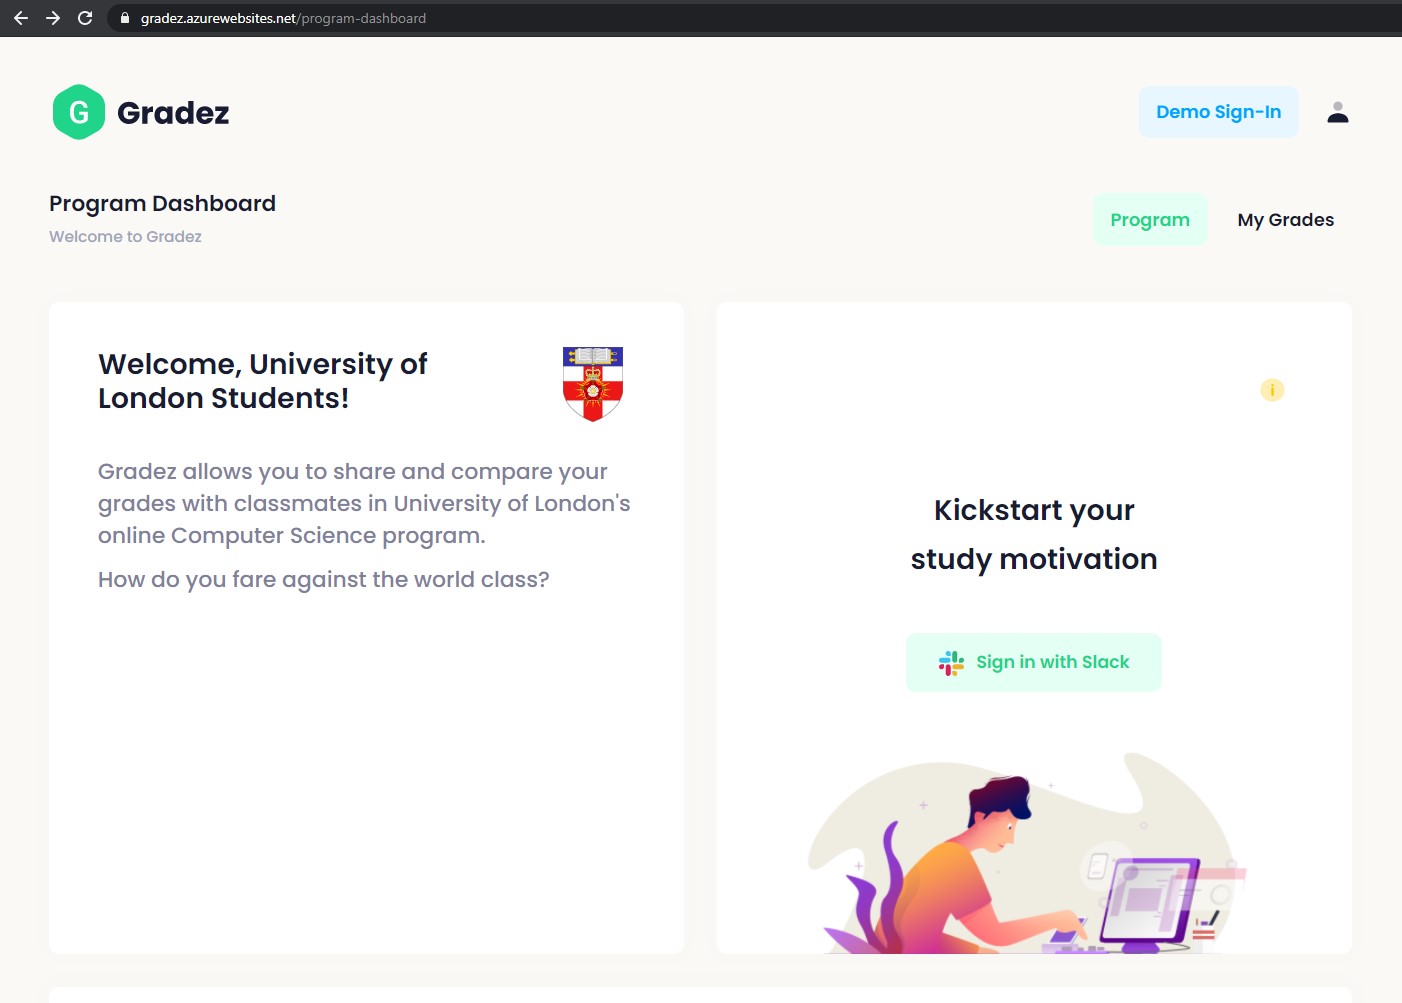 gradez.azurewebsites.net/program-dashboard
G Gradez
Demo Sign-In
Program Dashboard
Welcome to Gradez
Program
My Grades
Welcome, University of
London Students!
Gradez allows you to share and compare your
grades with classmates in University of London's
online Computer Science program.
How do you fare against the world class?
i
Kickstart your
study motivation
Sign in with Slack